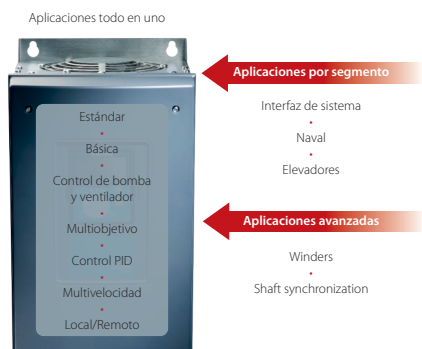 Aplicaciones todo en uno
Estándar
•
Básica
•
Control de bomba
y ventilador
•
Multiobjetivo
•
Control PID
•
Multivelocidad
•
Local/Remoto
Aplicaciones por segmento
Interfaz de sistema
•
Naval
•
Elevadores
Aplicaciones avanzadas
Winders
•
Shaft synchronization